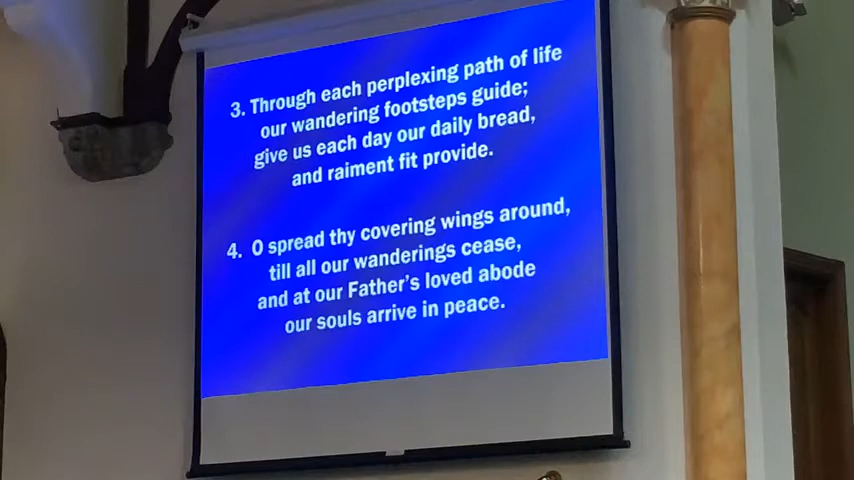 3. Through each perplexing path of life
our wandering footsteps guide;
give us each day our daily bread,
and raiment fit provide.
4. O spread thy covering wings around,
till all our wanderings cease,
and at our Father's loved abode
our souls arrive in peace.